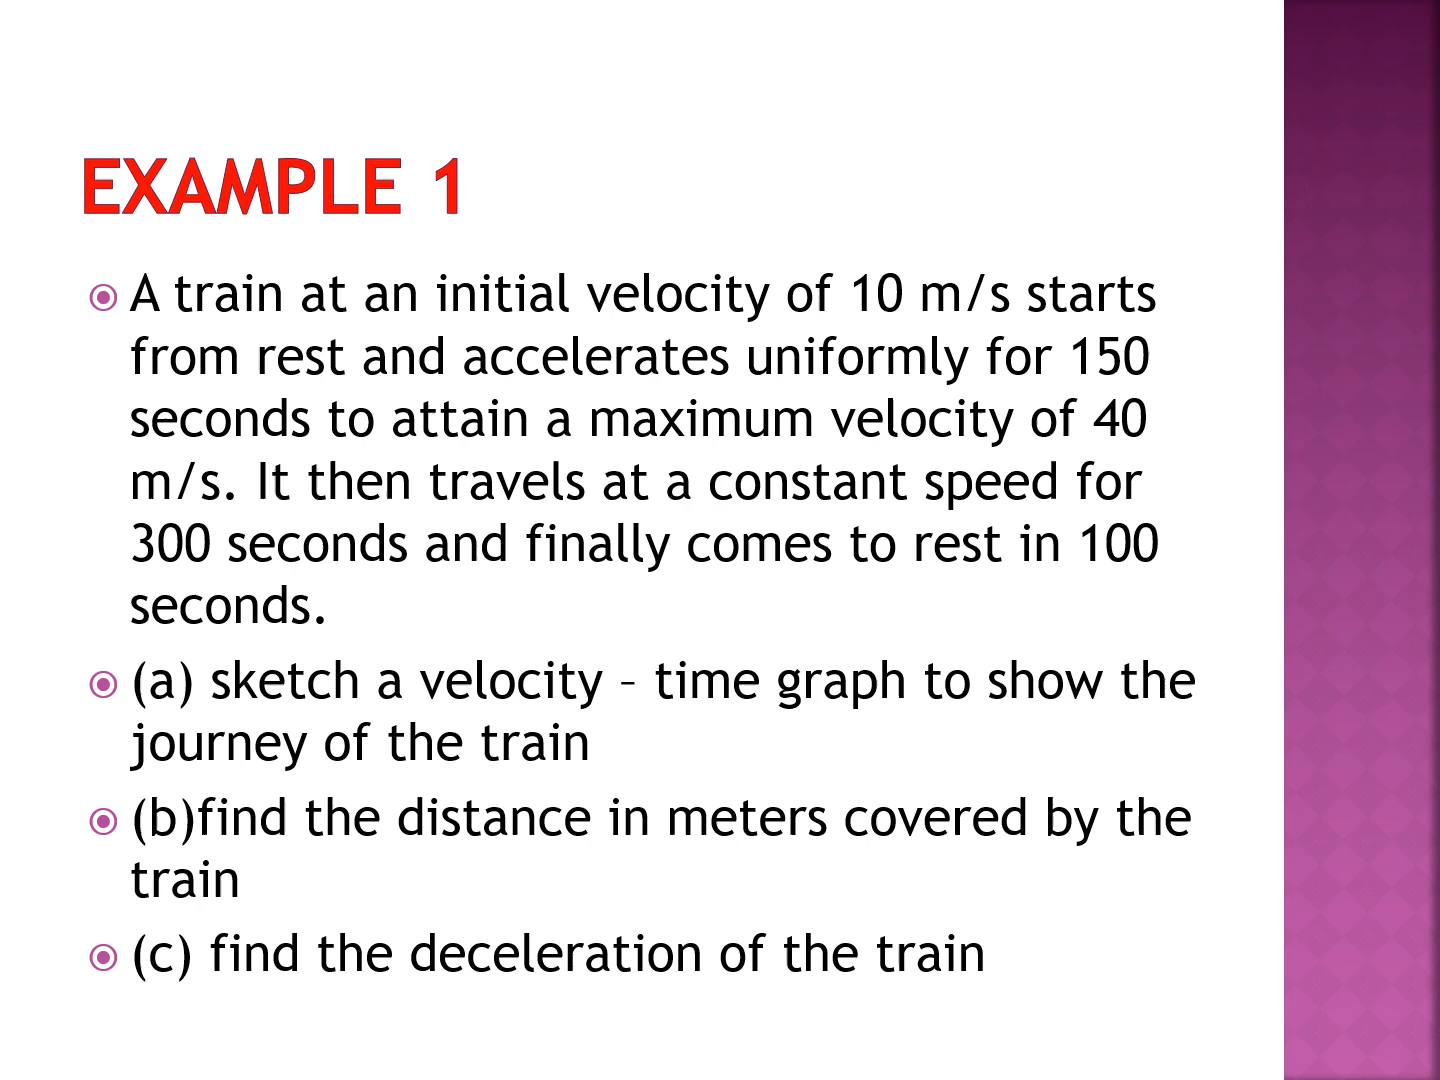 EXAMPLE 1
A train at an initial velocity of 10 m/s starts
from rest and accelerates uniformly for 150
seconds to attain a maximum velocity of 40
m/s. It then travels at a constant speed for
300 seconds and finally comes to rest in 100
seconds.
(a) sketch a velocity – time graph to show the
journey of the train
(b)find the distance in meters covered by the
train
(c) find the deceleration of the train